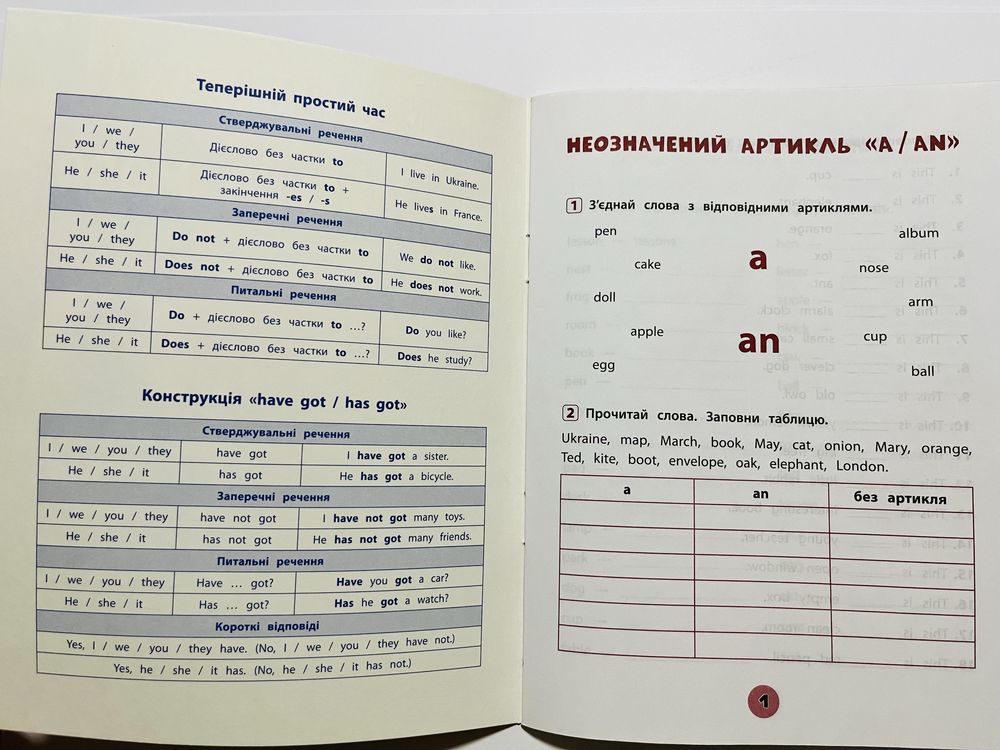 Теперішній простий час
Стверджувальні речення
I / we / you / they Дієслово без частки to I live in Ukraine.
He / she / it Дієслово без частки to + закінчення -es / -s He lives in France.
Заперечні речення
I / we / you / they Do not + дієслово без частки to We do not like.
He / she / it Does not + дієслово без частки to He does not work.
Питальні речення
I / we / you / they Do + дієслово без частки to ...? Do you like?
He / she / it Does + дієслово без частки to ...? Does he study?
Конструкція «have got / has got»
Стверджувальні речення
I / we / you / they have got I have got a sister.
He / she / it has got He has got a bicycle.
Заперечні речення
I / we / you / they have not got I have not got many toys.
He / she / it has not got He has not got many friends.
Питальні речення
I / we / you / they Have ... got? Have you got a car?
He / she / it Has ... got? Has he got a watch?
Короткі відповіді
Yes, I / we / you / they have. (No, I / we / you / they have not.)
Yes, he / she / it has. (No, he / she / it has not.)
НЕОЗНАЧЕНИЙ АРТИКЛЬ «A / AN»
1 З’єднай слова з відповідними артиклями.
pen album
cake a nose
doll arm
apple an cup
egg ball
2 Прочитай слова. Заповни таблицю.
Ukraine, map, March, book, May, cat, onion, Mary, orange,
Ted, kite, boot, envelope, oak, elephant, London.
a an без артикля
1